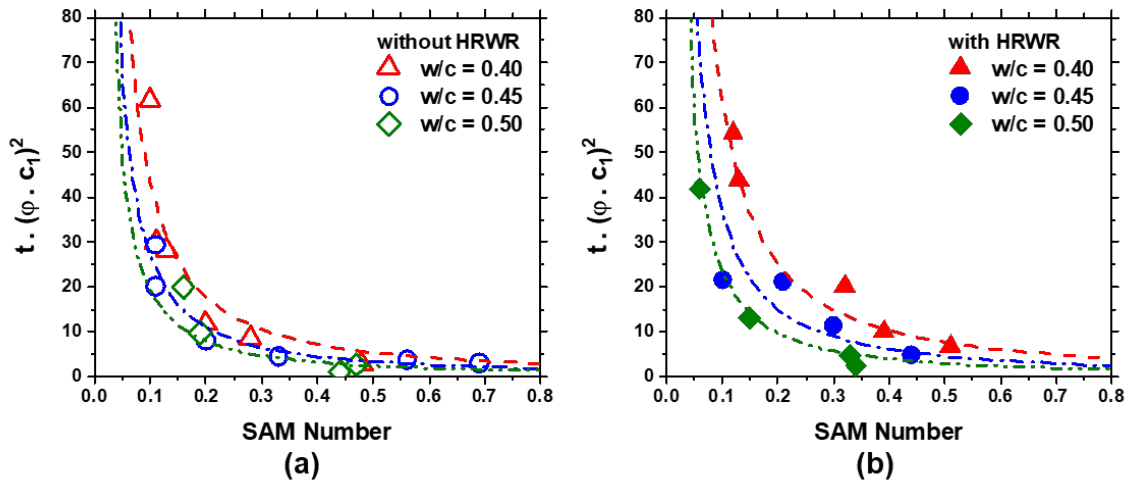 without HRWR
w/c = 0.40
w/c = 0.45
w/c = 0.50
80
70
60
50
40
30
20
10
0
t . (φ . c₁)²
0.0 0.1 0.2 0.3 0.4 0.5 0.6 0.7 0.8
SAM Number
(a)
with HRWR
w/c = 0.40
w/c = 0.45
w/c = 0.50
80
70
60
50
40
30
20
10
0
t . (φ . c₁)²
0.0 0.1 0.2 0.3 0.4 0.5 0.6 0.7 0.8
SAM Number
(b)